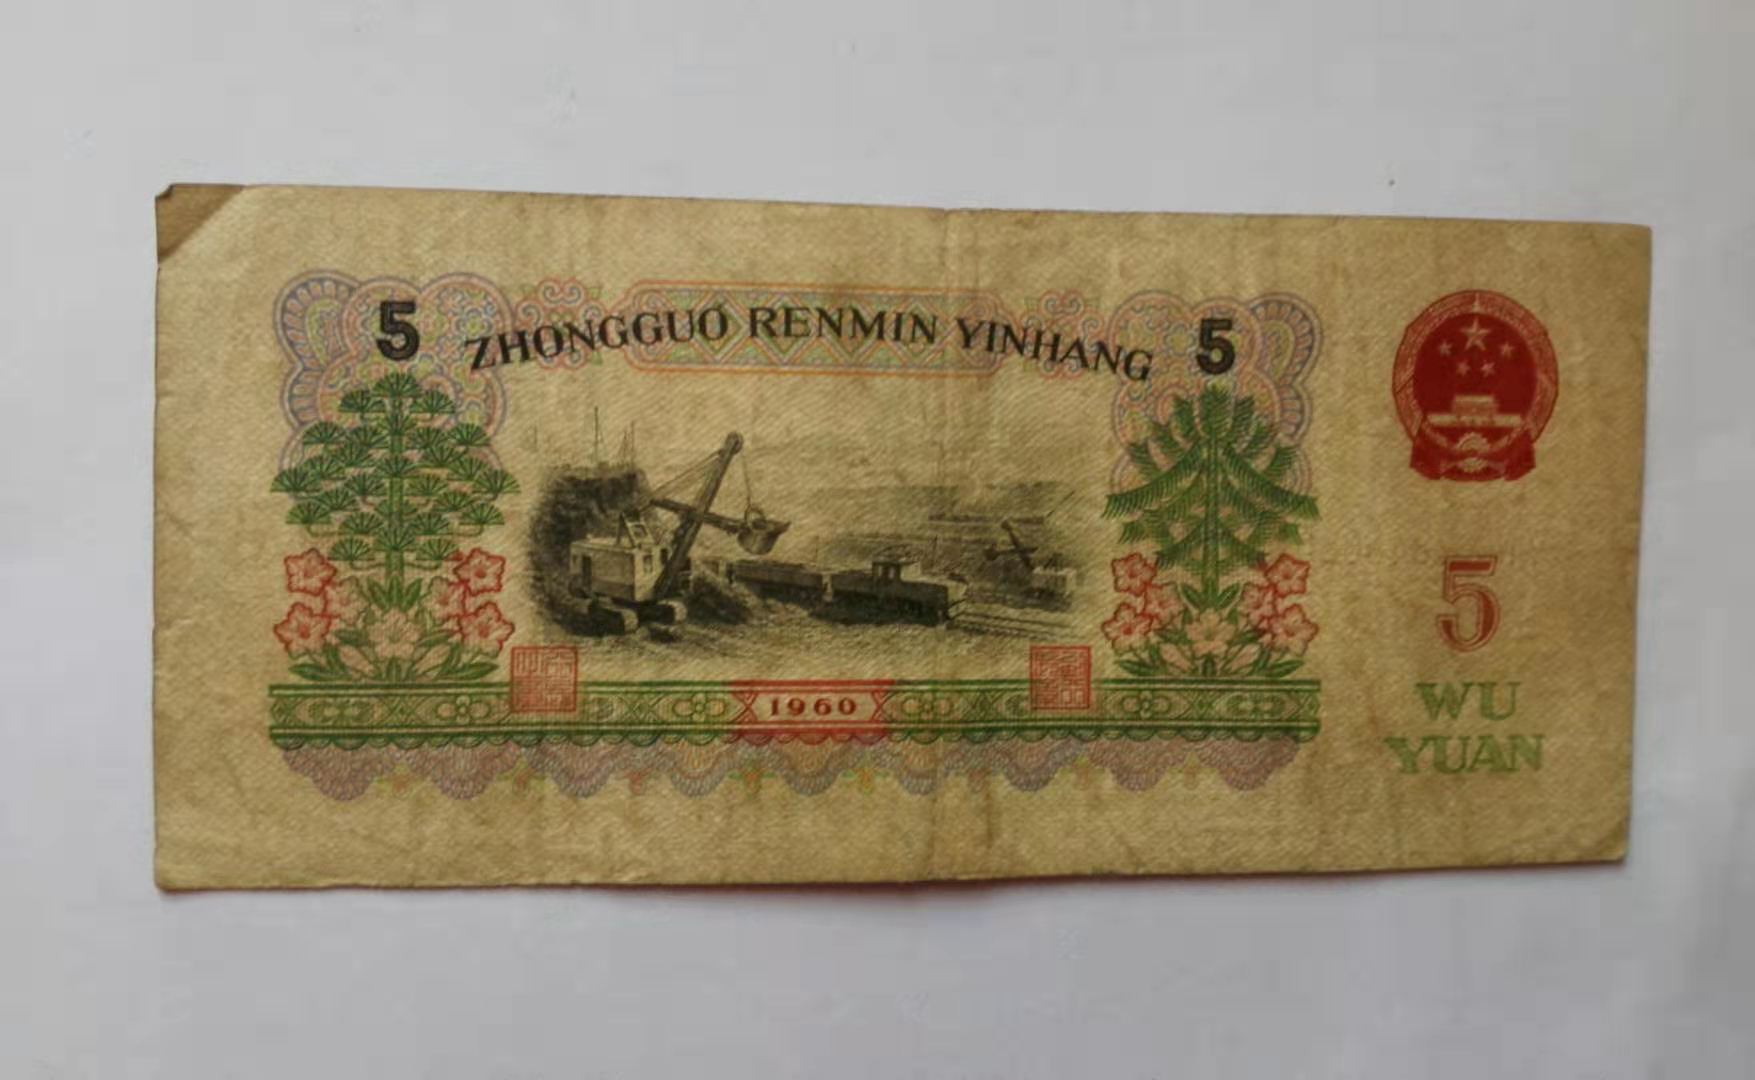 5 ZHONGGUO RENMIN YINHANG 5
1960
5
WU
YUAN